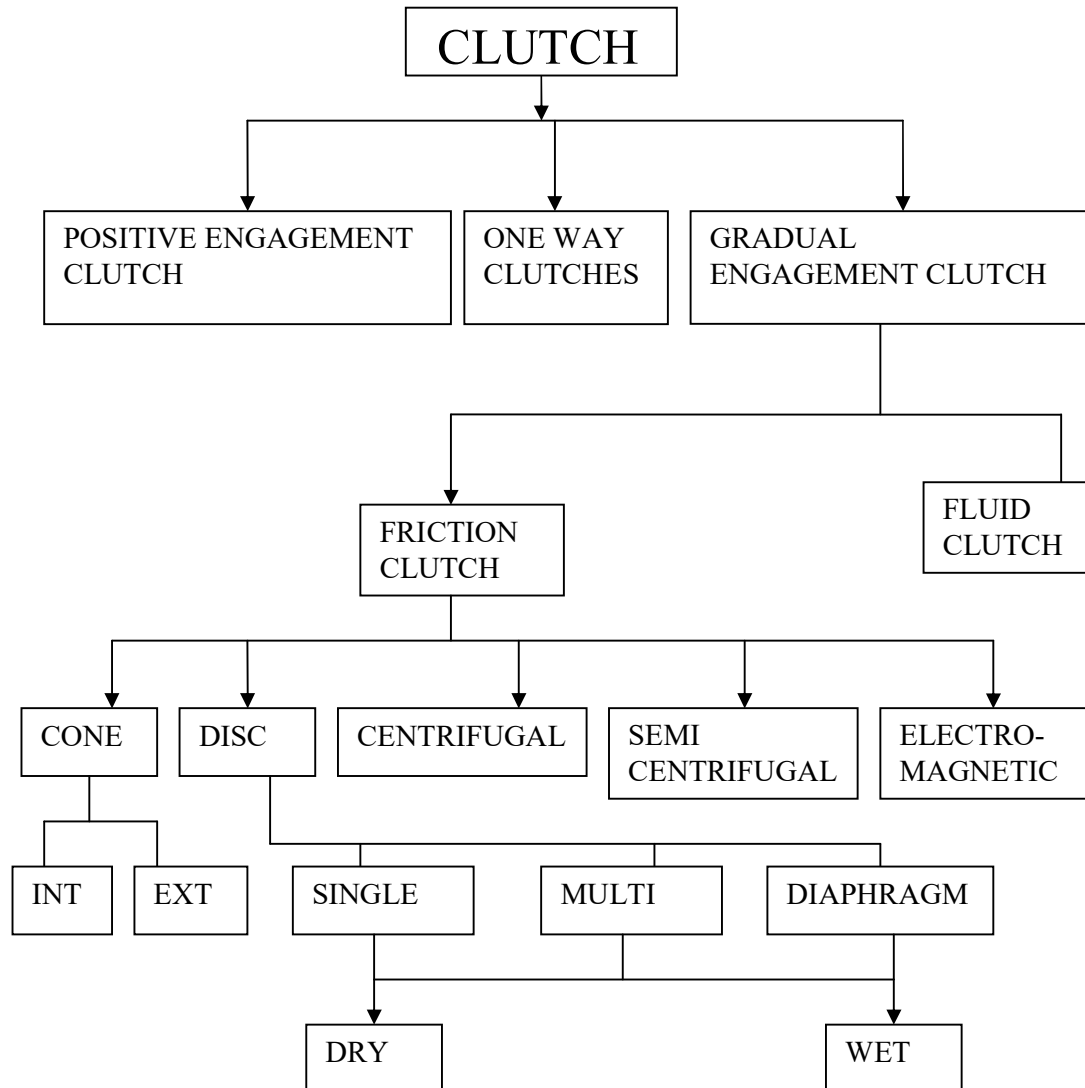 CLUTCH
POSITIVE ENGAGEMENT
CLUTCH
ONE WAY
CLUTCHES
GRADUAL
ENGAGEMENT CLUTCH
FRICTION
CLUTCH
FLUID
CLUTCH
CONE
DISC
CENTRIFUGAL
SEMI
CENTRIFUGAL
ELECTRO-
MAGNETIC
INT
EXT
SINGLE
MULTI
DIAPHRAGM
DRY
WET